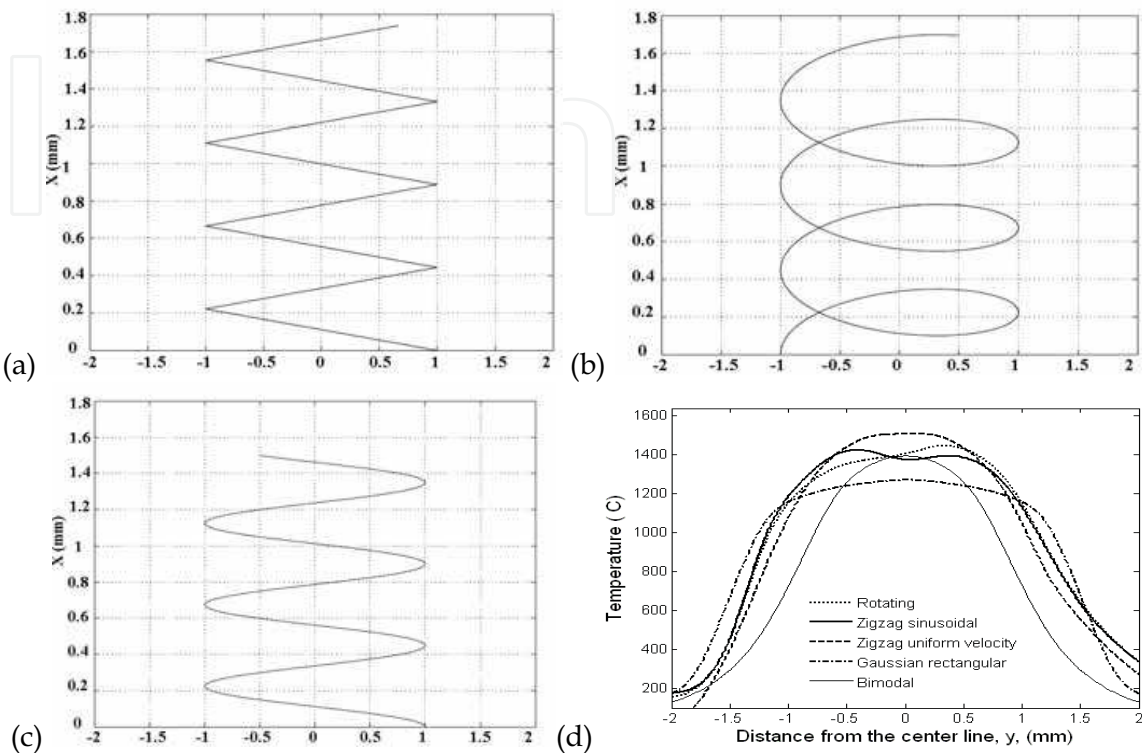 1.8
1.6
1.4
1.2
1
0.8
0.6
0.4
0.2
0
X (mm)
-2 -1.5 -1 -0.5 0 0.5 1 1.5 2
(a)
1.8
1.6
1.4
1.2
1
0.8
0.6
0.4
0.2
0
X (mm)
-2 -1.5 -1 -0.5 0 0.5 1 1.5 2
(b)
1.8
1.6
1.4
1.2
1
0.8
0.6
0.4
0.2
0
X (mm)
-2 -1.5 -1 -0.5 0 0.5 1 1.5 2
(c)
1600
1400
1200
1000
800
600
400
200
Temperature ( C)
Rotating
Zigzag sinusoidal
Zigzag uniform velocity
Gaussian rectangular
Bimodal
-2 -1.5 -1 -0.5 0 0.5 1 1.5 2
Distance from the center line, y, (mm)
(d)